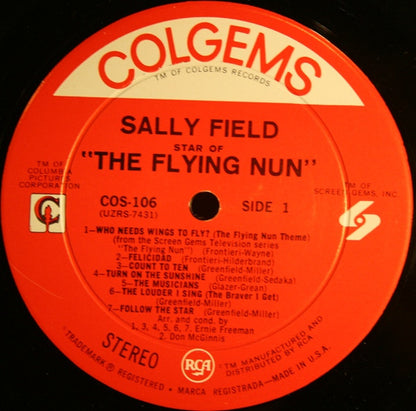 COLGEMS
TM OF COLGEMS RECORDS
SALLY FIELD
STAR OF
"THE FLYING NUN"
TM OF
COLUMBIA
PICTURES
CORPORATION
TM OF
SCREEN GEMS, INC.
COS-106
(UZRS-7431)
SIDE 1
1—WHO NEEDS WINGS TO FLY? (The Flying Nun Theme)
(from the Screen Gems Television series
"The Flying Nun") (Frontieri-Wayne)
2—FELICIDAD (Frontieri-Hilderbrand)
3—COUNT TO TEN (Greenfield-Miller)
4—TURN ON THE SUNSHINE (Greenfield-Sedaka)
5—THE MUSICIANS (Glazer-Grean)
6—THE LOUDER I SING (The Braver I Get)
(Greenfield-Miller)
7—FOLLOW THE STAR (Greenfield-Miller)
Arr. and cond. by
1, 3, 4, 5, 6, 7. Ernie Freeman
2. Don McGinnis
STEREO
RCA
®TRADEMARK ® REGISTERED • MARCA REGISTRADA—MADE IN U.S.A.
TM MANUFACTURED AND
DISTRIBUTED BY RCA